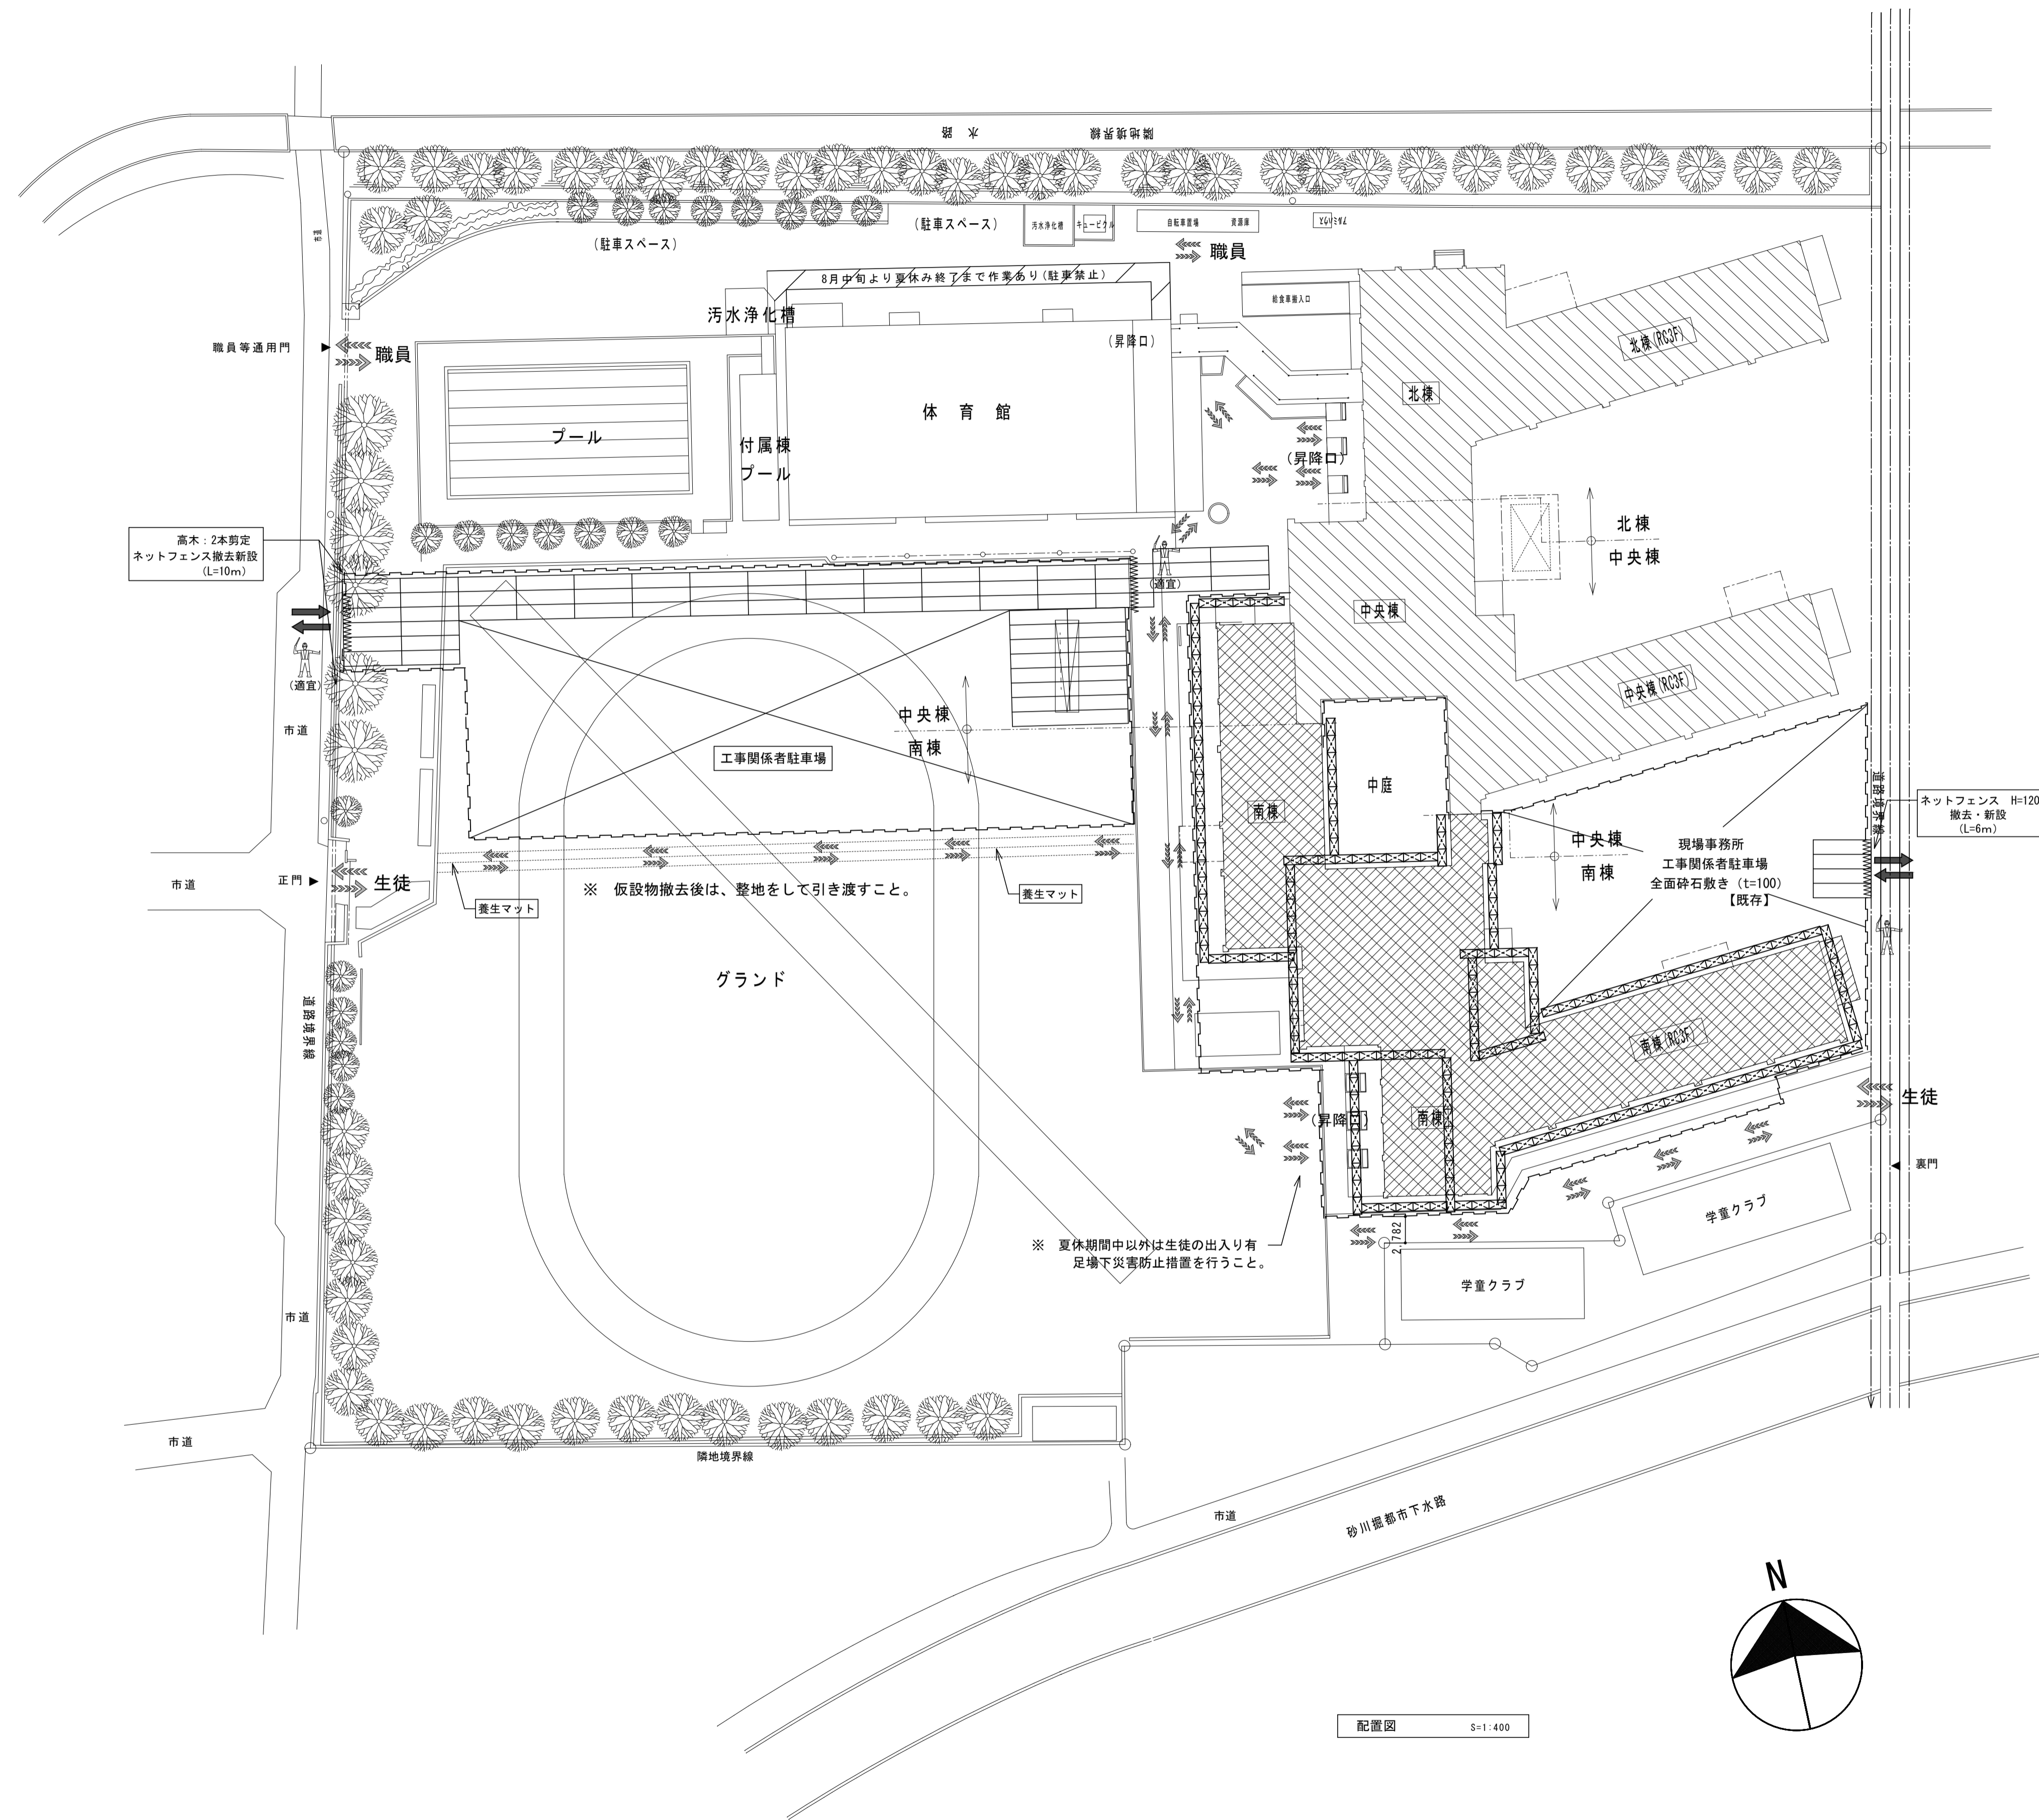 水 路
隣地境界線
市道
(駐車スペース)
(駐車スペース)
汚水浄化槽
キュービクル
自転車置場
資源庫
職員
8月中旬より夏休み終了まで作業あり(駐車禁止)
給食車搬入口
汚水浄化槽
職員等通用門
職員
(昇降口)
北棟(RC3F)
北棟
体 育 館
プール
付属棟
プール
(昇降口)
高木:2本剪定
ネットフェンス撤去新設
(L=10m)
北棟
中央棟
(適宜)
中央棟
中央棟(RC3F)
(適宜)
市道
中央棟
南棟
工事関係者駐車場
中庭
南棟
道路境界線
ネットフェンス H=120
撤去・新設
(L=6m)
中央棟
南棟
現場事務所
工事関係者駐車場
全面砕石敷き(t=100)
【既存】
市道
正門
生徒
養生マット
※ 仮設物撤去後は、整地をして引き渡すこと。
養生マット
グランド
道路境界線
南棟(RC3F)
生徒
(昇降口)
南棟
裏門
学童クラブ
2,782
※ 夏休期間中以外は生徒の出入り有
足場下災害防止措置を行うこと。
学童クラブ
市道
市道
隣地境界線
市道
砂川掘都市下水路
N
配置図 S=1:400